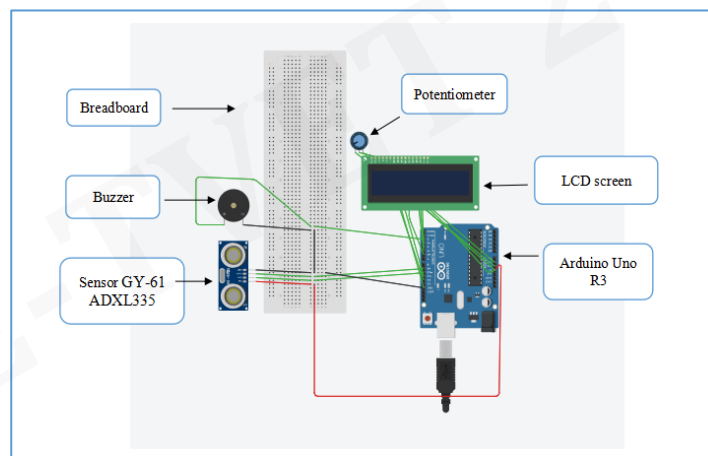 Potentiometer
Breadboard
LCD screen
Buzzer
Arduino Uno
R3
Sensor GY-61
ADXL335